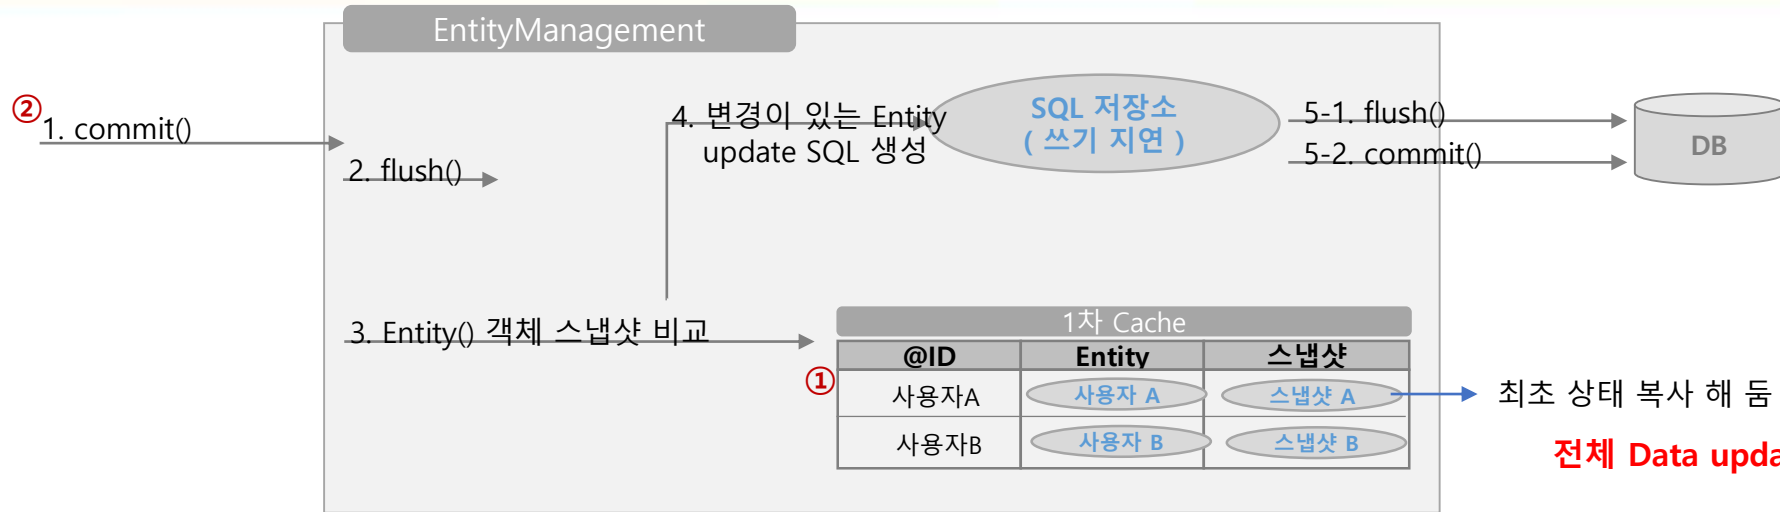 EntityManagement
②
1. commit()
2. flush()
4. 변경이 있는 Entity
update SQL 생성
SQL 저장소
( 쓰기 지연 )
5-1. flush()
5-2. commit()
DB
3. Entity() 객체 스냅샷 비교
1차 Cache
@ID Entity 스냅샷
①
사용자A 사용자 A 스냅샷 A
최초 상태 복사 해 둠
사용자B 사용자 B 스냅샷 B
전체 Data upda